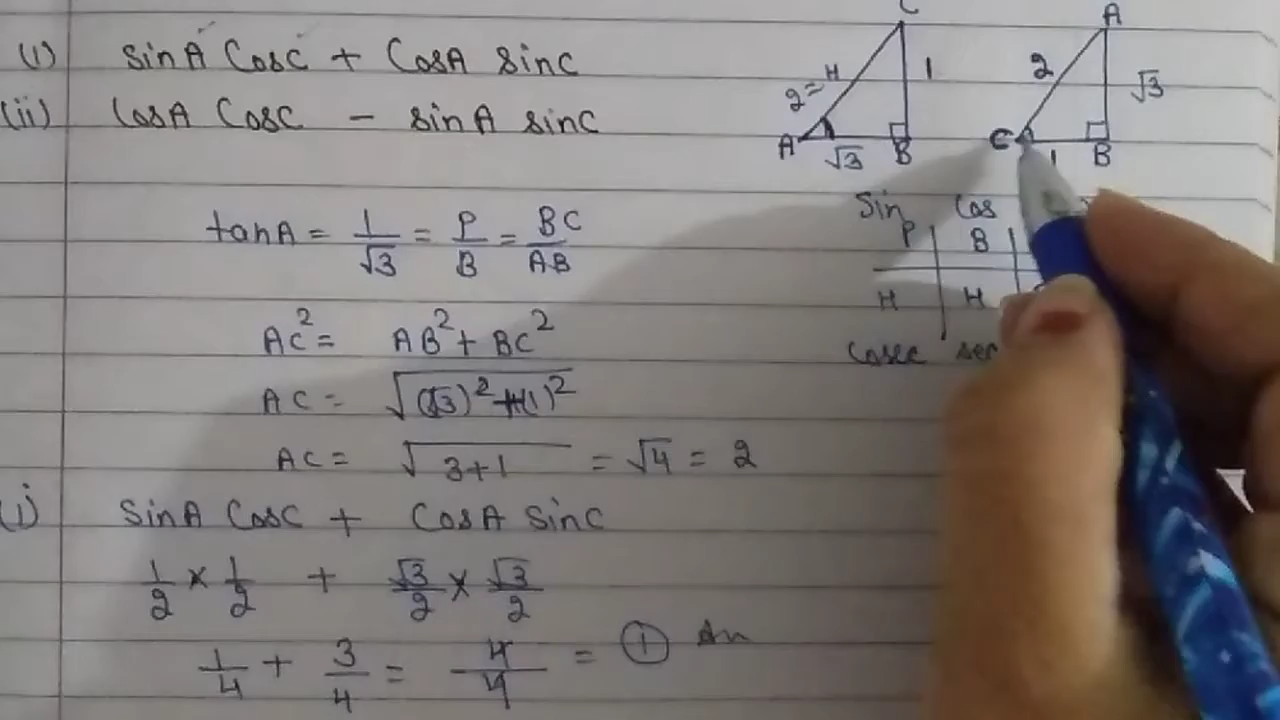 (i) sinA cosC + cosA sinC
(ii) cosA cosC - sinA sinC
C
2 = H
1
A
√3
B
A
2
√3
C
1
B
Sin Cos
P B
H H
Cosec sec
tanA = 1/√3 = P/B = BC/AB
AC² = AB² + BC²
AC = √(√3)² + (1)²
AC = √3+1 = √4 = 2
(i) sinA cosC + cosA sinC
1/2 × 1/2 + √3/2 × √3/2
1/4 + 3/4 = 4/4 = 1 An